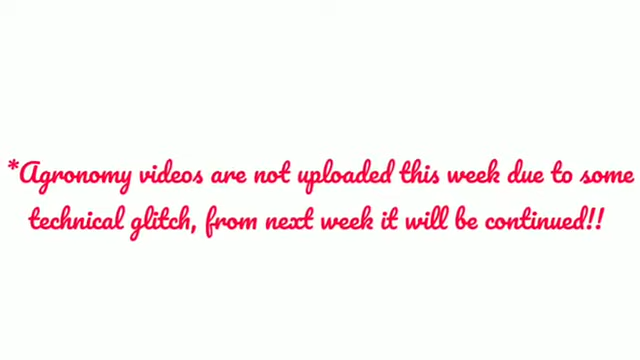 *Agronomy videos are not uploaded this week due to some
technical glitch, from next week it will be continued!!